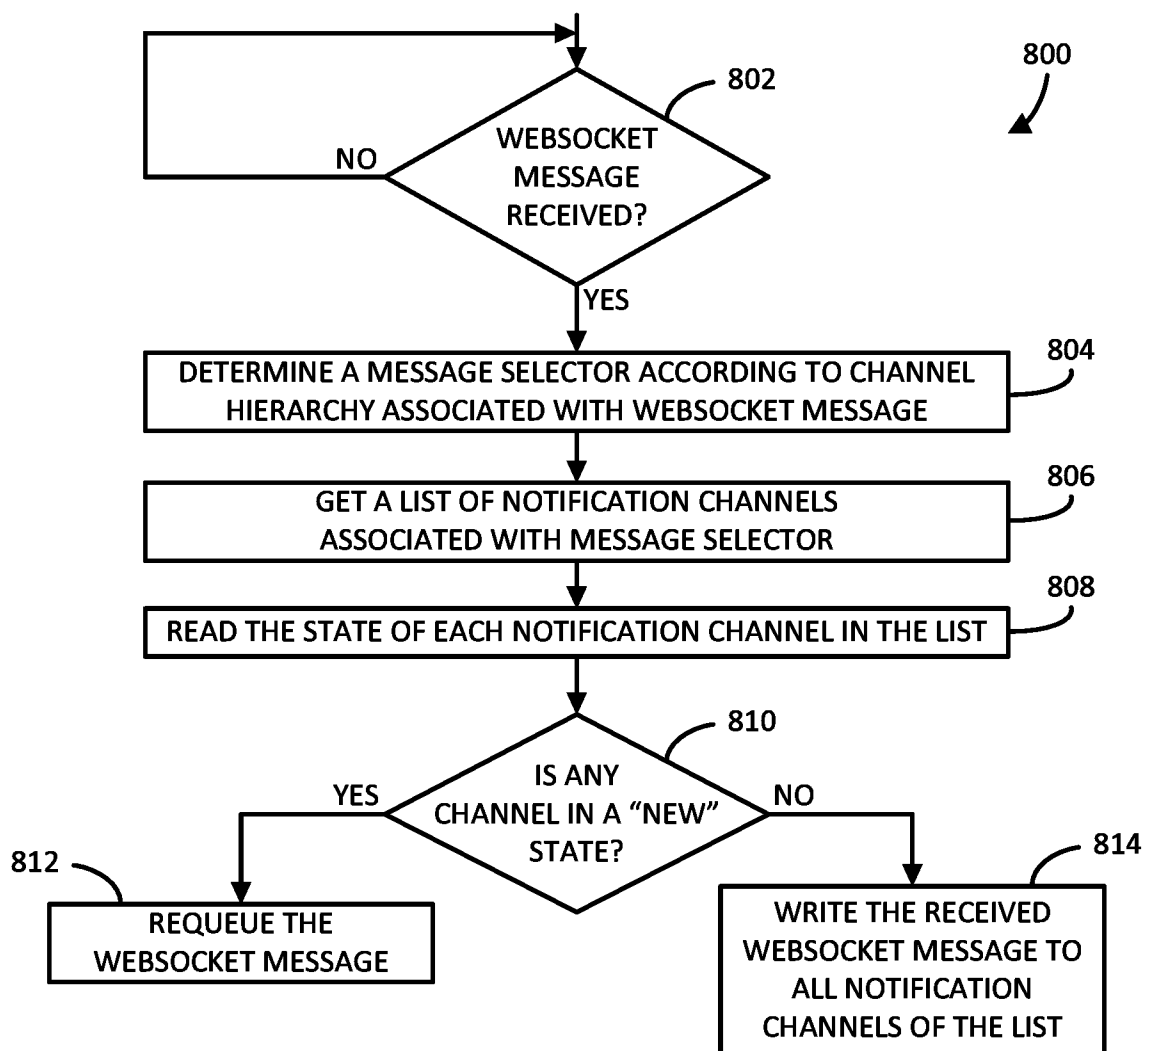 800
802
WEBSOCKET
MESSAGE
RECEIVED?
NO
YES
804
DETERMINE A MESSAGE SELECTOR ACCORDING TO CHANNEL
HIERARCHY ASSOCIATED WITH WEBSOCKET MESSAGE
806
GET A LIST OF NOTIFICATION CHANNELS
ASSOCIATED WITH MESSAGE SELECTOR
808
READ THE STATE OF EACH NOTIFICATION CHANNEL IN THE LIST
810
IS ANY
CHANNEL IN A “NEW”
STATE?
YES
NO
812
REQUEUE THE
WEBSOCKET MESSAGE
814
WRITE THE RECEIVED
WEBSOCKET MESSAGE TO
ALL NOTIFICATION
CHANNELS OF THE LIST